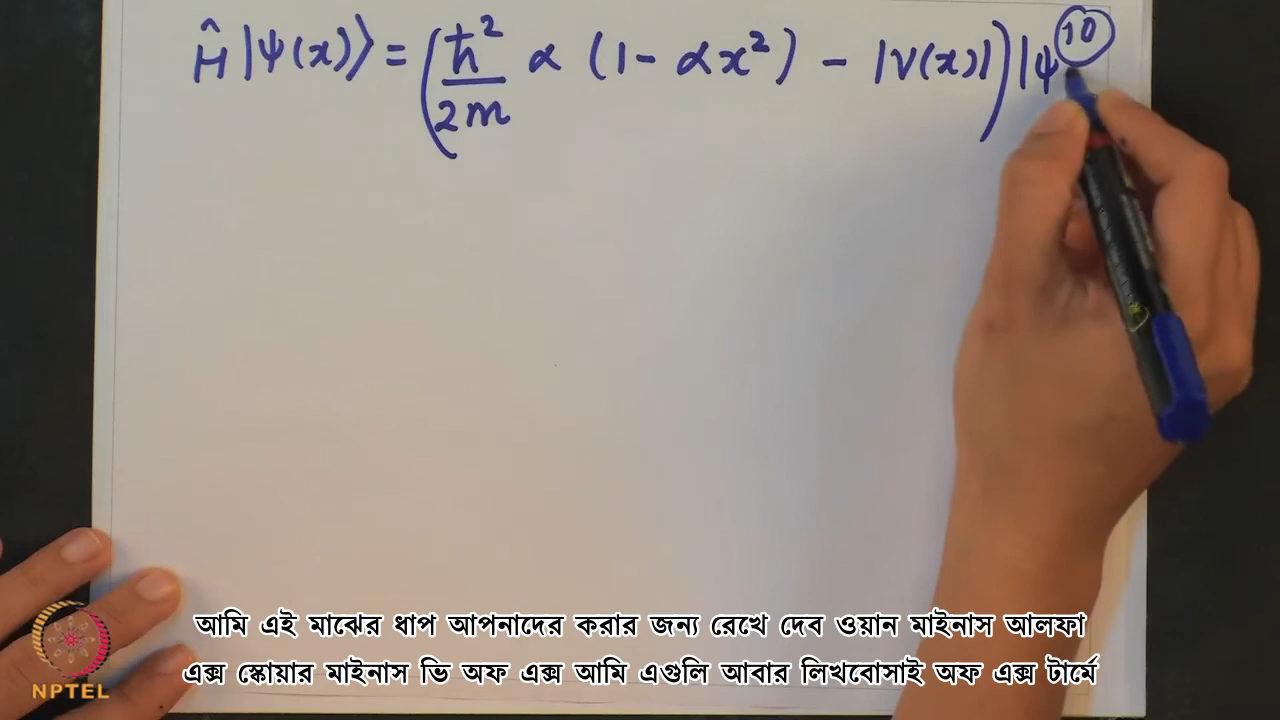 Ĥ |ψ(x)⟩ = (ħ²/2m α (1 - αx²) - |V(x)|) |ψ
10
আমি এই মাঝের ধাপ আপনাদের করার জন্য রেখে দেব ওয়ান মাইনাস আলফা
এক্স স্কোয়ার মাইনাস ভি অফ এক্স আমি এগুলি আবার লিখবোসাই অফ এক্স টার্মে
NPTEL